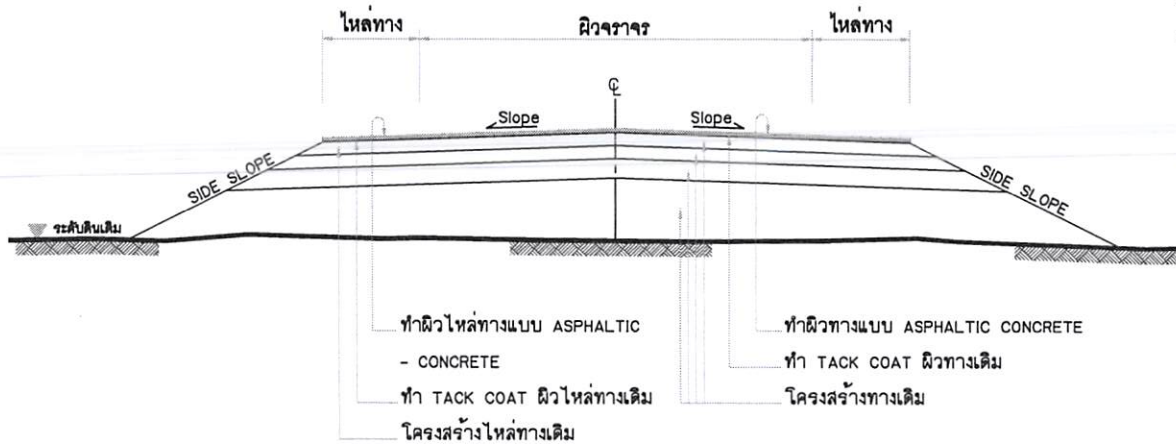 ไหล่ทาง ผิวจราจร ไหล่ทาง
℄
Slope Slope
SIDE SLOPE SIDE SLOPE
ระดับดินเดิม
ทำผิวไหล่ทางแบบ ASPHALTIC
- CONCRETE
ทำ TACK COAT ผิวไหล่ทางเดิม
โครงสร้างไหล่ทางเดิม
ทำผิวทางแบบ ASPHALTIC CONCRETE
ทำ TACK COAT ผิวทางเดิม
โครงสร้างทางเดิม